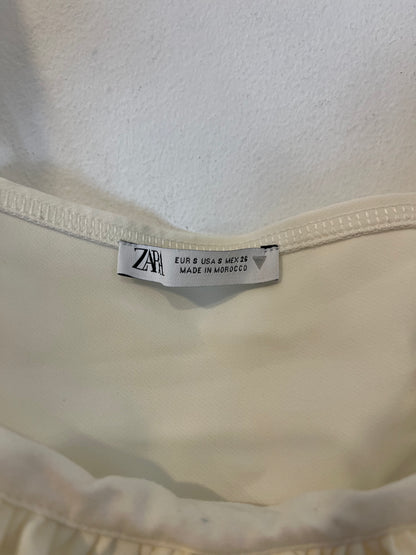 ZARA
EUR S USA S MEX 26
MADE IN MOROCCO